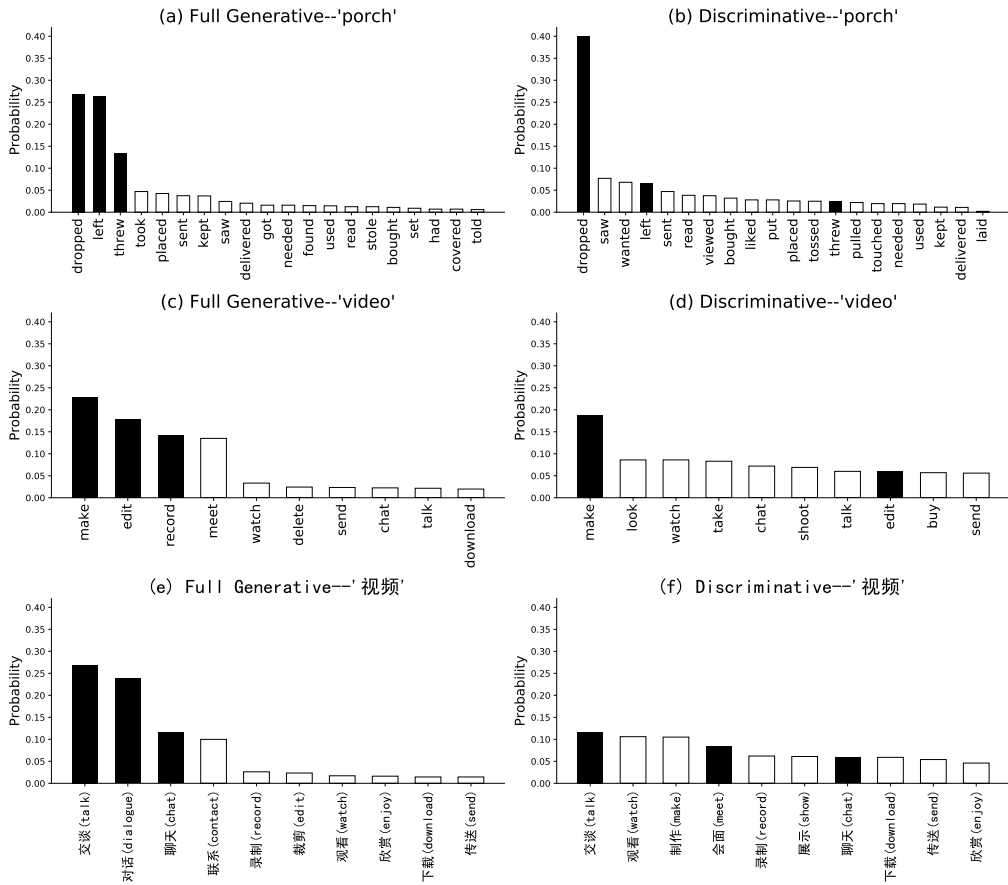 (a) Full Generative--'porch'
Probability
0.40
0.35
0.30
0.25
0.20
0.15
0.10
0.05
0.00
dropped
left
threw
took
placed
sent
kept
saw
delivered
got
needed
found
used
read
stole
bought
set
had
covered
told
(b) Discriminative--'porch'
Probability
0.40
0.35
0.30
0.25
0.20
0.15
0.10
0.05
0.00
dropped
saw
wanted
left
sent
read
viewed
bought
liked
put
placed
tossed
threw
pulled
touched
needed
used
kept
delivered
laid
(c) Full Generative--'video'
Probability
0.40
0.35
0.30
0.25
0.20
0.15
0.10
0.05
0.00
make
edit
record
meet
watch
delete
send
chat
talk
download
(d) Discriminative--'video'
Probability
0.40
0.35
0.30
0.25
0.20
0.15
0.10
0.05
0.00
make
look
watch
take
chat
shoot
talk
edit
buy
send
(e) Full Generative--'视频'
Probability
0.40
0.35
0.30
0.25
0.20
0.15
0.10
0.05
0.00
交谈(talk)
对话(dialogue)
聊天(chat)
联系(contact)
录制(record)
裁剪(edit)
观看(watch)
欣赏(enjoy)
下载(download)
传送(send)
(f) Discriminative--'视频'
Probability
0.40
0.35
0.30
0.25
0.20
0.15
0.10
0.05
0.00
交谈(talk)
观看(watch)
制作(make)
会面(meet)
录制(record)
展示(show)
聊天(chat)
下载(download)
传送(send)
欣赏(enjoy)